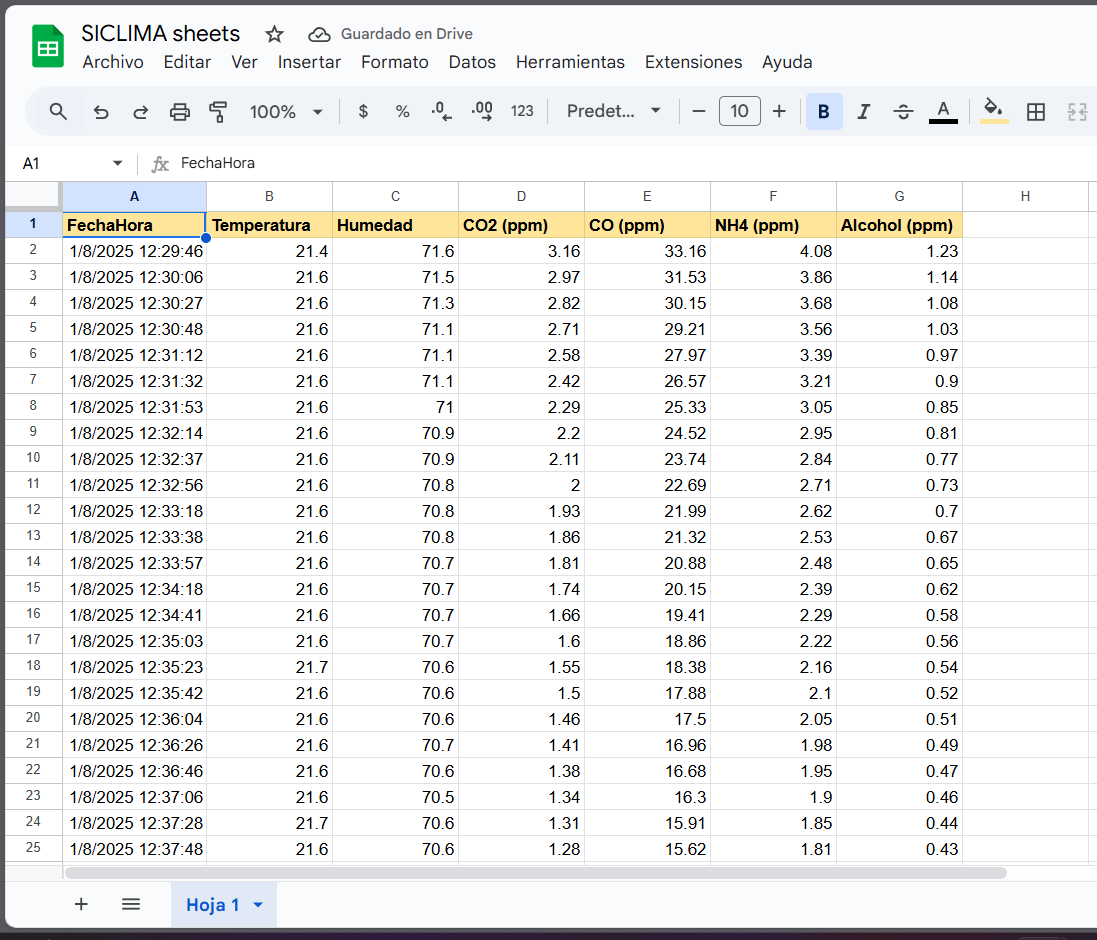 SICLIMA sheets Guardado en Drive
Archivo Editar Ver Insertar Formato Datos Herramientas Extensiones Ayuda
100% $ % .0 .00 123 Predet... 10 B I A
A1 fx FechaHora
A B C D E F G H
1 FechaHora Temperatura Humedad CO2 (ppm) CO (ppm) NH4 (ppm) Alcohol (ppm)
2 1/8/2025 12:29:46 21.4 71.6 3.16 33.16 4.08 1.23
3 1/8/2025 12:30:06 21.6 71.5 2.97 31.53 3.86 1.14
4 1/8/2025 12:30:27 21.6 71.3 2.82 30.15 3.68 1.08
5 1/8/2025 12:30:48 21.6 71.1 2.71 29.21 3.56 1.03
6 1/8/2025 12:31:12 21.6 71.1 2.58 27.97 3.39 0.97
7 1/8/2025 12:31:32 21.6 71.1 2.42 26.57 3.21 0.9
8 1/8/2025 12:31:53 21.6 71 2.29 25.33 3.05 0.85
9 1/8/2025 12:32:14 21.6 70.9 2.2 24.52 2.95 0.81
10 1/8/2025 12:32:37 21.6 70.9 2.11 23.74 2.84 0.77
11 1/8/2025 12:32:56 21.6 70.8 2 22.69 2.71 0.73
12 1/8/2025 12:33:18 21.6 70.8 1.93 21.99 2.62 0.7
13 1/8/2025 12:33:38 21.6 70.8 1.86 21.32 2.53 0.67
14 1/8/2025 12:33:57 21.6 70.7 1.81 20.88 2.48 0.65
15 1/8/2025 12:34:18 21.6 70.7 1.74 20.15 2.39 0.62
16 1/8/2025 12:34:41 21.6 70.7 1.66 19.41 2.29 0.58
17 1/8/2025 12:35:03 21.6 70.7 1.6 18.86 2.22 0.56
18 1/8/2025 12:35:23 21.7 70.6 1.55 18.38 2.16 0.54
19 1/8/2025 12:35:42 21.6 70.6 1.5 17.88 2.1 0.52
20 1/8/2025 12:36:04 21.6 70.6 1.46 17.5 2.05 0.51
21 1/8/2025 12:36:26 21.6 70.7 1.41 16.96 1.98 0.49
22 1/8/2025 12:36:46 21.6 70.6 1.38 16.68 1.95 0.47
23 1/8/2025 12:37:06 21.6 70.5 1.34 16.3 1.9 0.46
24 1/8/2025 12:37:28 21.7 70.6 1.31 15.91 1.85 0.44
25 1/8/2025 12:37:48 21.6 70.6 1.28 15.62 1.81 0.43
Hoja 1